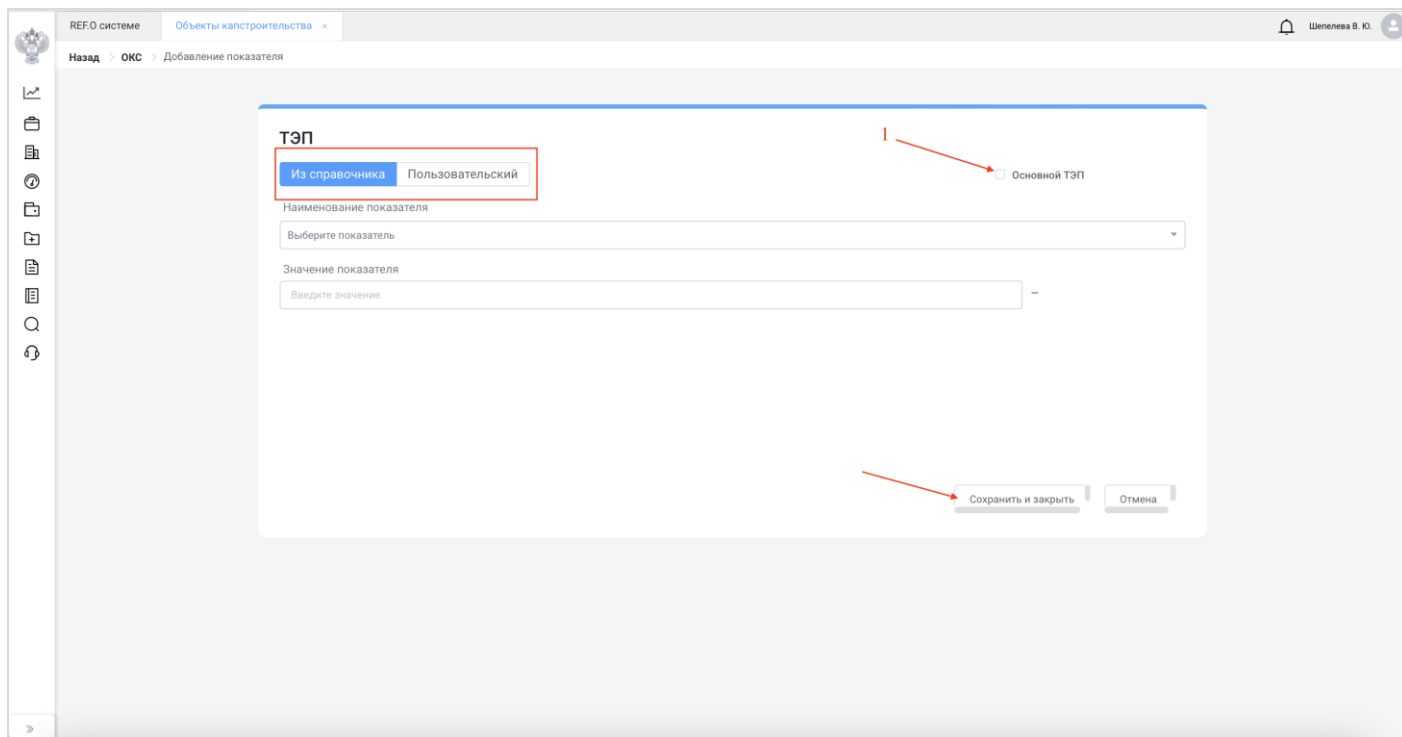 REF.О системе
Объекты капстроительства ×
Шепелева В. Ю.
Назад > ОКС > Добавление показателя
ТЭП
1
Из справочника Пользовательский
Основной ТЭП
Наименование показателя
Выберите показатель
Значение показателя
Введите значение
–
Сохранить и закрыть
Отмена